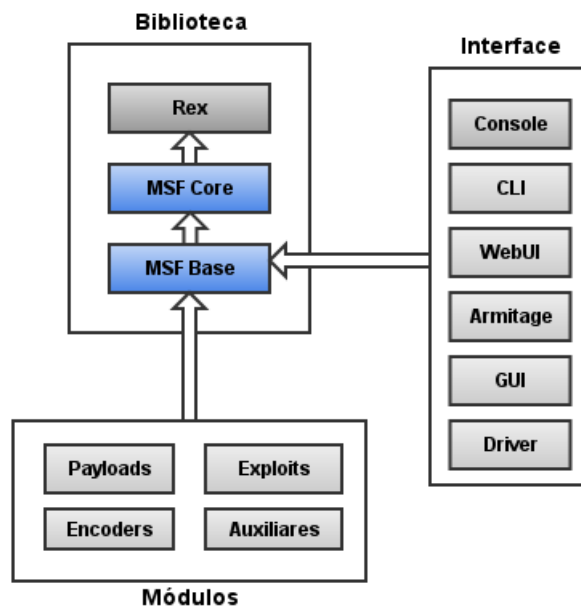 Biblioteca
Rex
MSF Core
MSF Base
Interface
Console
CLI
WebUI
Armitage
GUI
Driver
Payloads
Exploits
Encoders
Auxiliares
Módulos